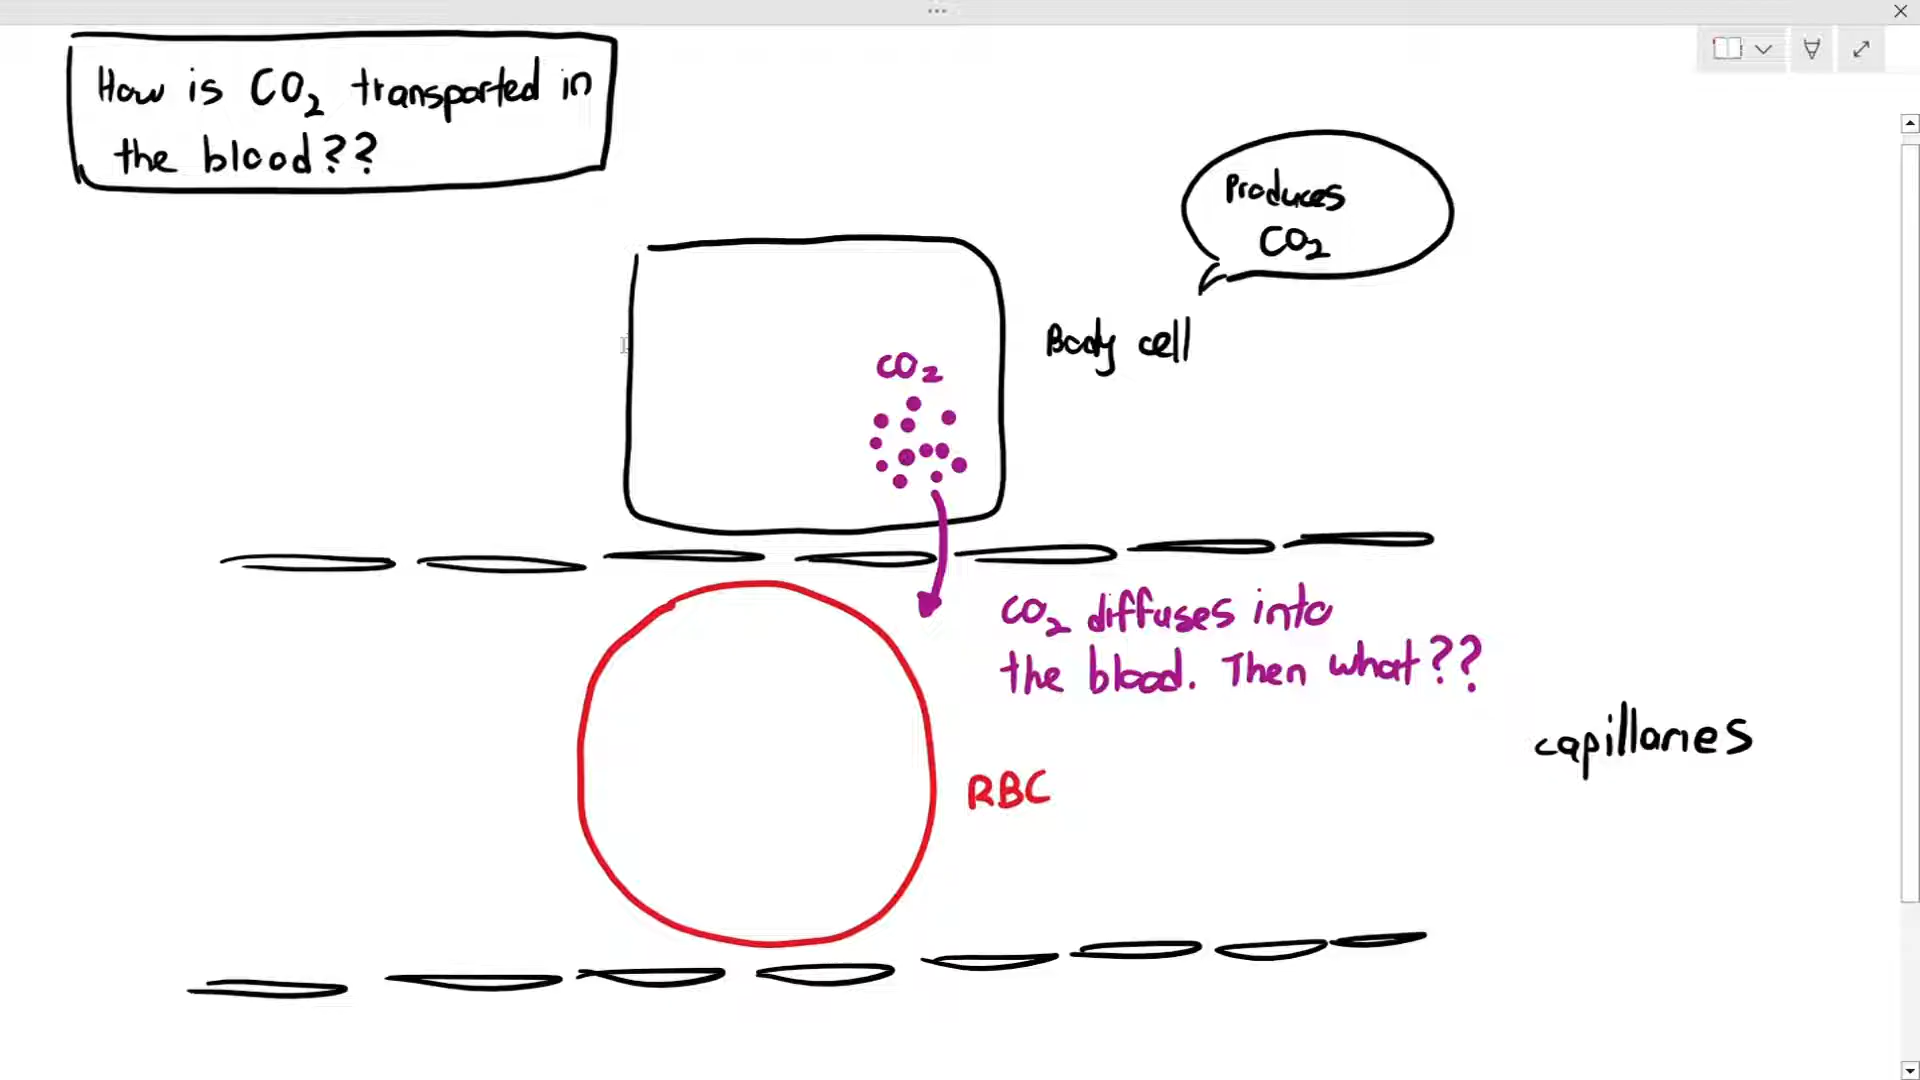 How is CO₂ transported in
the blood??
Produces
CO₂
Body cell
CO₂
CO₂ diffuses into
the blood. Then what??
capillaries
RBC